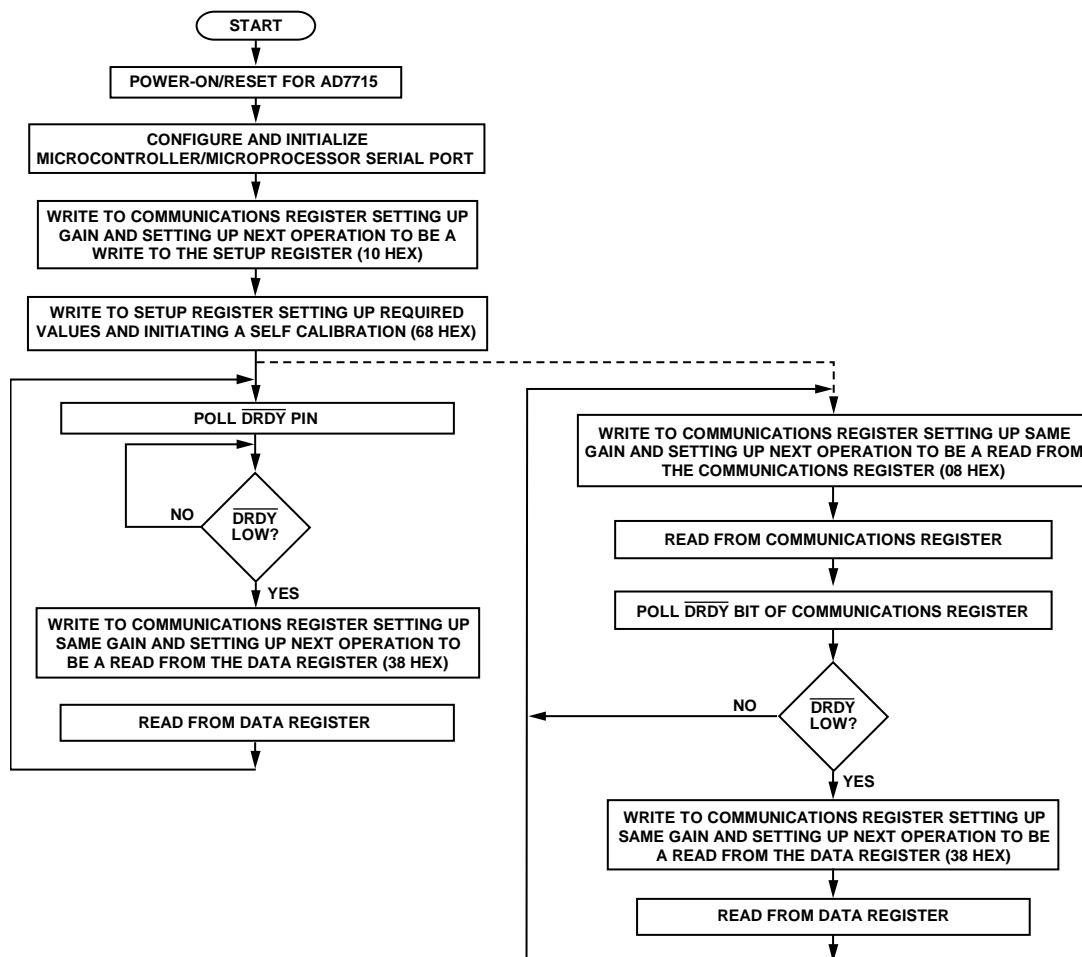 START
POWER-ON/RESET FOR AD7715
CONFIGURE AND INITIALIZE
MICROCONTROLLER/MICROPROCESSOR SERIAL PORT
WRITE TO COMMUNICATIONS REGISTER SETTING UP
GAIN AND SETTING UP NEXT OPERATION TO BE A
WRITE TO THE SETUP REGISTER (10 HEX)
WRITE TO SETUP REGISTER SETTING UP REQUIRED
VALUES AND INITIATING A SELF CALIBRATION (68 HEX)
POLL DRDY PIN
NO
DRDY
LOW?
YES
WRITE TO COMMUNICATIONS REGISTER SETTING UP
SAME GAIN AND SETTING UP NEXT OPERATION TO
BE A READ FROM THE DATA REGISTER (38 HEX)
READ FROM DATA REGISTER
WRITE TO COMMUNICATIONS REGISTER SETTING UP SAME
GAIN AND SETTING UP NEXT OPERATION TO BE A READ FROM
THE COMMUNICATIONS REGISTER (08 HEX)
READ FROM COMMUNICATIONS REGISTER
POLL DRDY BIT OF COMMUNICATIONS REGISTER
NO
DRDY
LOW?
YES
WRITE TO COMMUNICATIONS REGISTER SETTING UP
SAME GAIN AND SETTING UP NEXT OPERATION TO BE
A READ FROM THE DATA REGISTER (38 HEX)
READ FROM DATA REGISTER